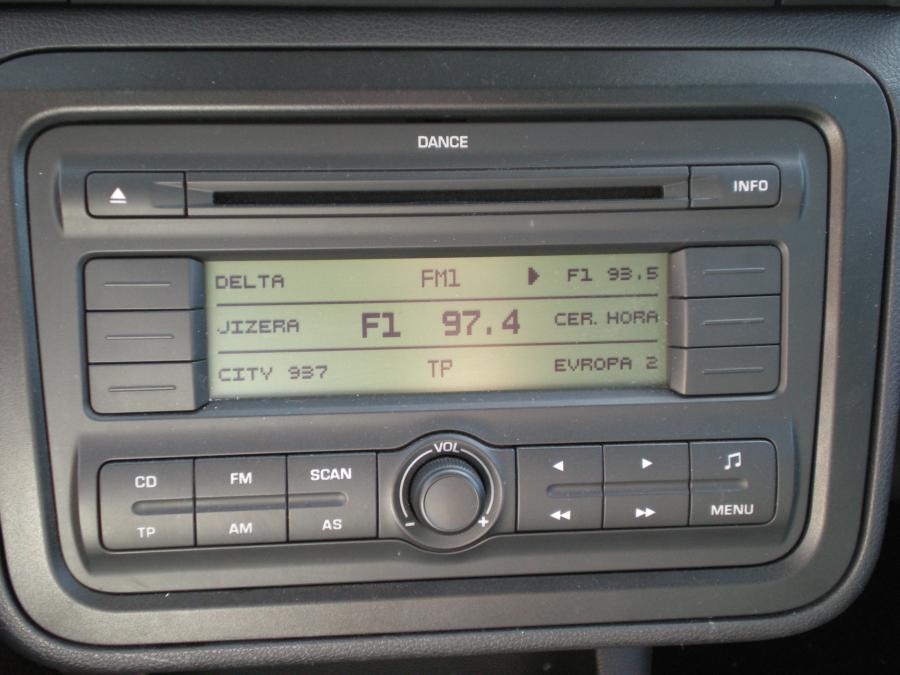 DANCE
INFO
DELTA FM1 F1 93.5
JIZERA F1 97.4 CER. HORA
CITY 937 TP EVROPA 2
VOL
- +
CD FM SCAN
TP AM AS
MENU